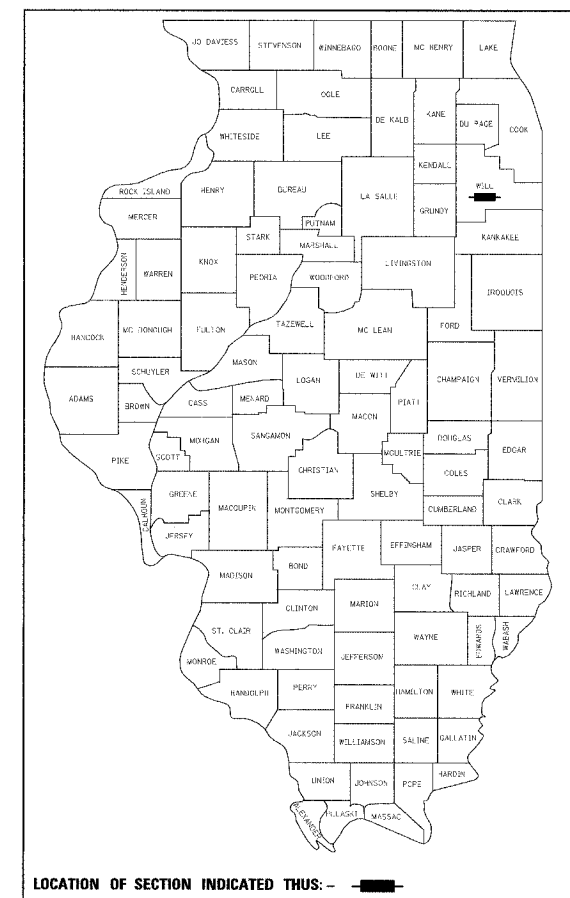 JO DAVIESS STEVENSON WINNEBAGO BOONE MC HENRY LAKE
CARROLL OGLE
DE KALB KANE DU PAGE COOK
WHITESIDE LEE
KENDALL
WILL
ROCK ISLAND HENRY BUREAU LA SALLE GRUNDY
MERCER PUTNAM KANKAKEE
STARK MARSHALL
HENDERSON WARREN KNOX PEORIA WOODFORD LIVINGSTON IROQUOIS
HANCOCK MC DONOUGH FULTON TAZEWELL MC LEAN FORD
SCHUYLER MASON
ADAMS BROWN CASS MENARD LOGAN DE WITT PIATT CHAMPAIGN VERMILION
MACON
PIKE SCOTT MORGAN SANGAMON MOULTRIE DOUGLAS EDGAR
CHRISTIAN COLES
CALHOUN GREENE MACOUPIN MONTGOMERY SHELBY CUMBERLAND CLARK
JERSEY
FAYETTE EFFINGHAM JASPER CRAWFORD
MADISON BOND
CLAY RICHLAND LAWRENCE
CLINTON MARION
ST. CLAIR WAYNE EDWARDS WABASH
WASHINGTON JEFFERSON
MONROE
RANDOLPH PERRY HAMILTON WHITE
FRANKLIN
JACKSON WILLIAMSON SALINE GALLATIN
UNION JOHNSON POPE HARDIN
ALEXANDER PULASKI MASSAC
LOCATION OF SECTION INDICATED THUS: -